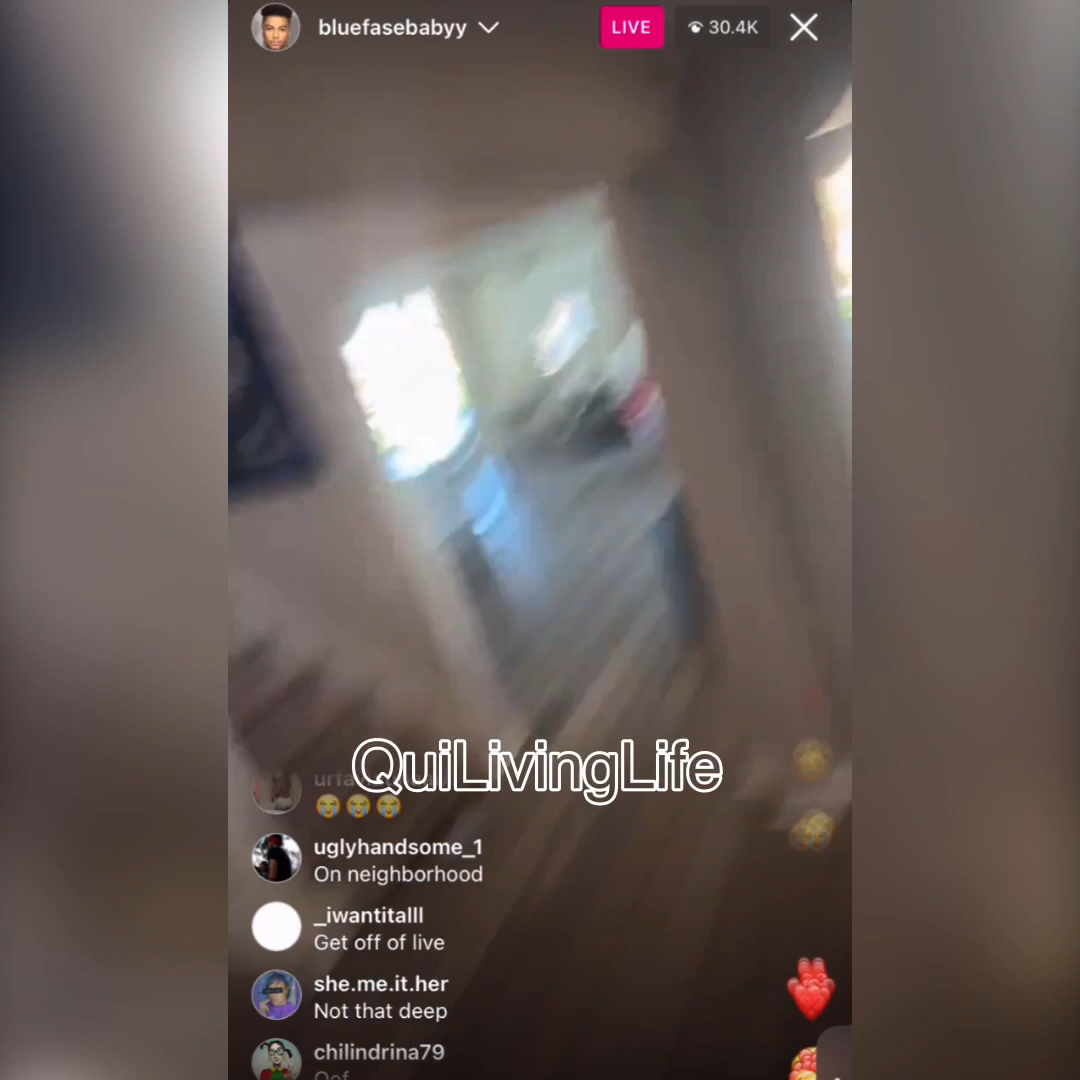 bluefasebabyy
LIVE
30.4K
QuiLivingLife
😭😭😭
uglyhandsome_1
On neighborhood
_iwantitalll
Get off of live
she.me.it.her
Not that deep
chilindrina79